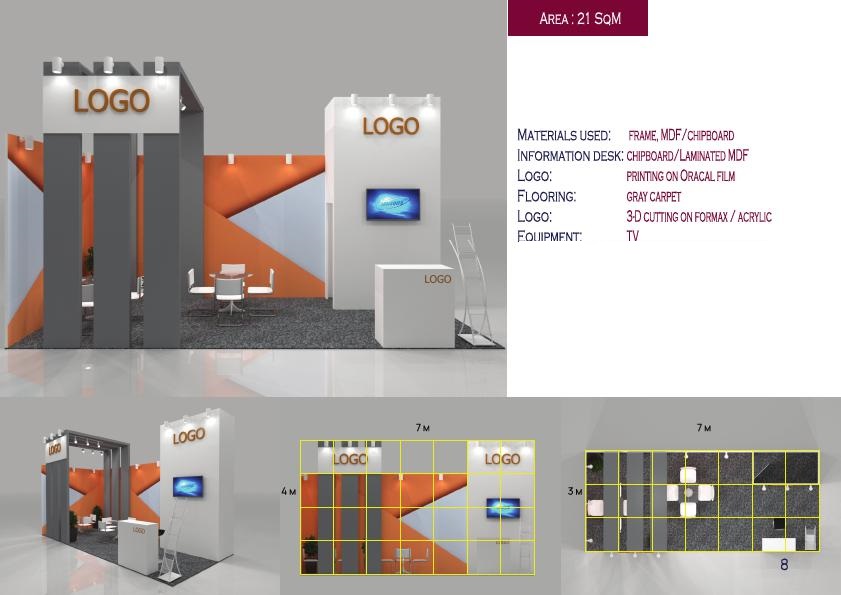 AREA : 21 SQM
LOGO
LOGO
LOGO
MATERIALS USED: FRAME, MDF/CHIPBOARD
INFORMATION DESK: CHIPBOARD/LAMINATED MDF
LOGO: PRINTING ON ORACAL FILM
FLOORING: GRAY CARPET
LOGO: 3-D CUTTING ON FORMAX / ACRYLIC
EQUIPMENT: TV
LOGO
LOGO
LOGO
7 M
4 M
LOGO
LOGO
7 M
3 M
8